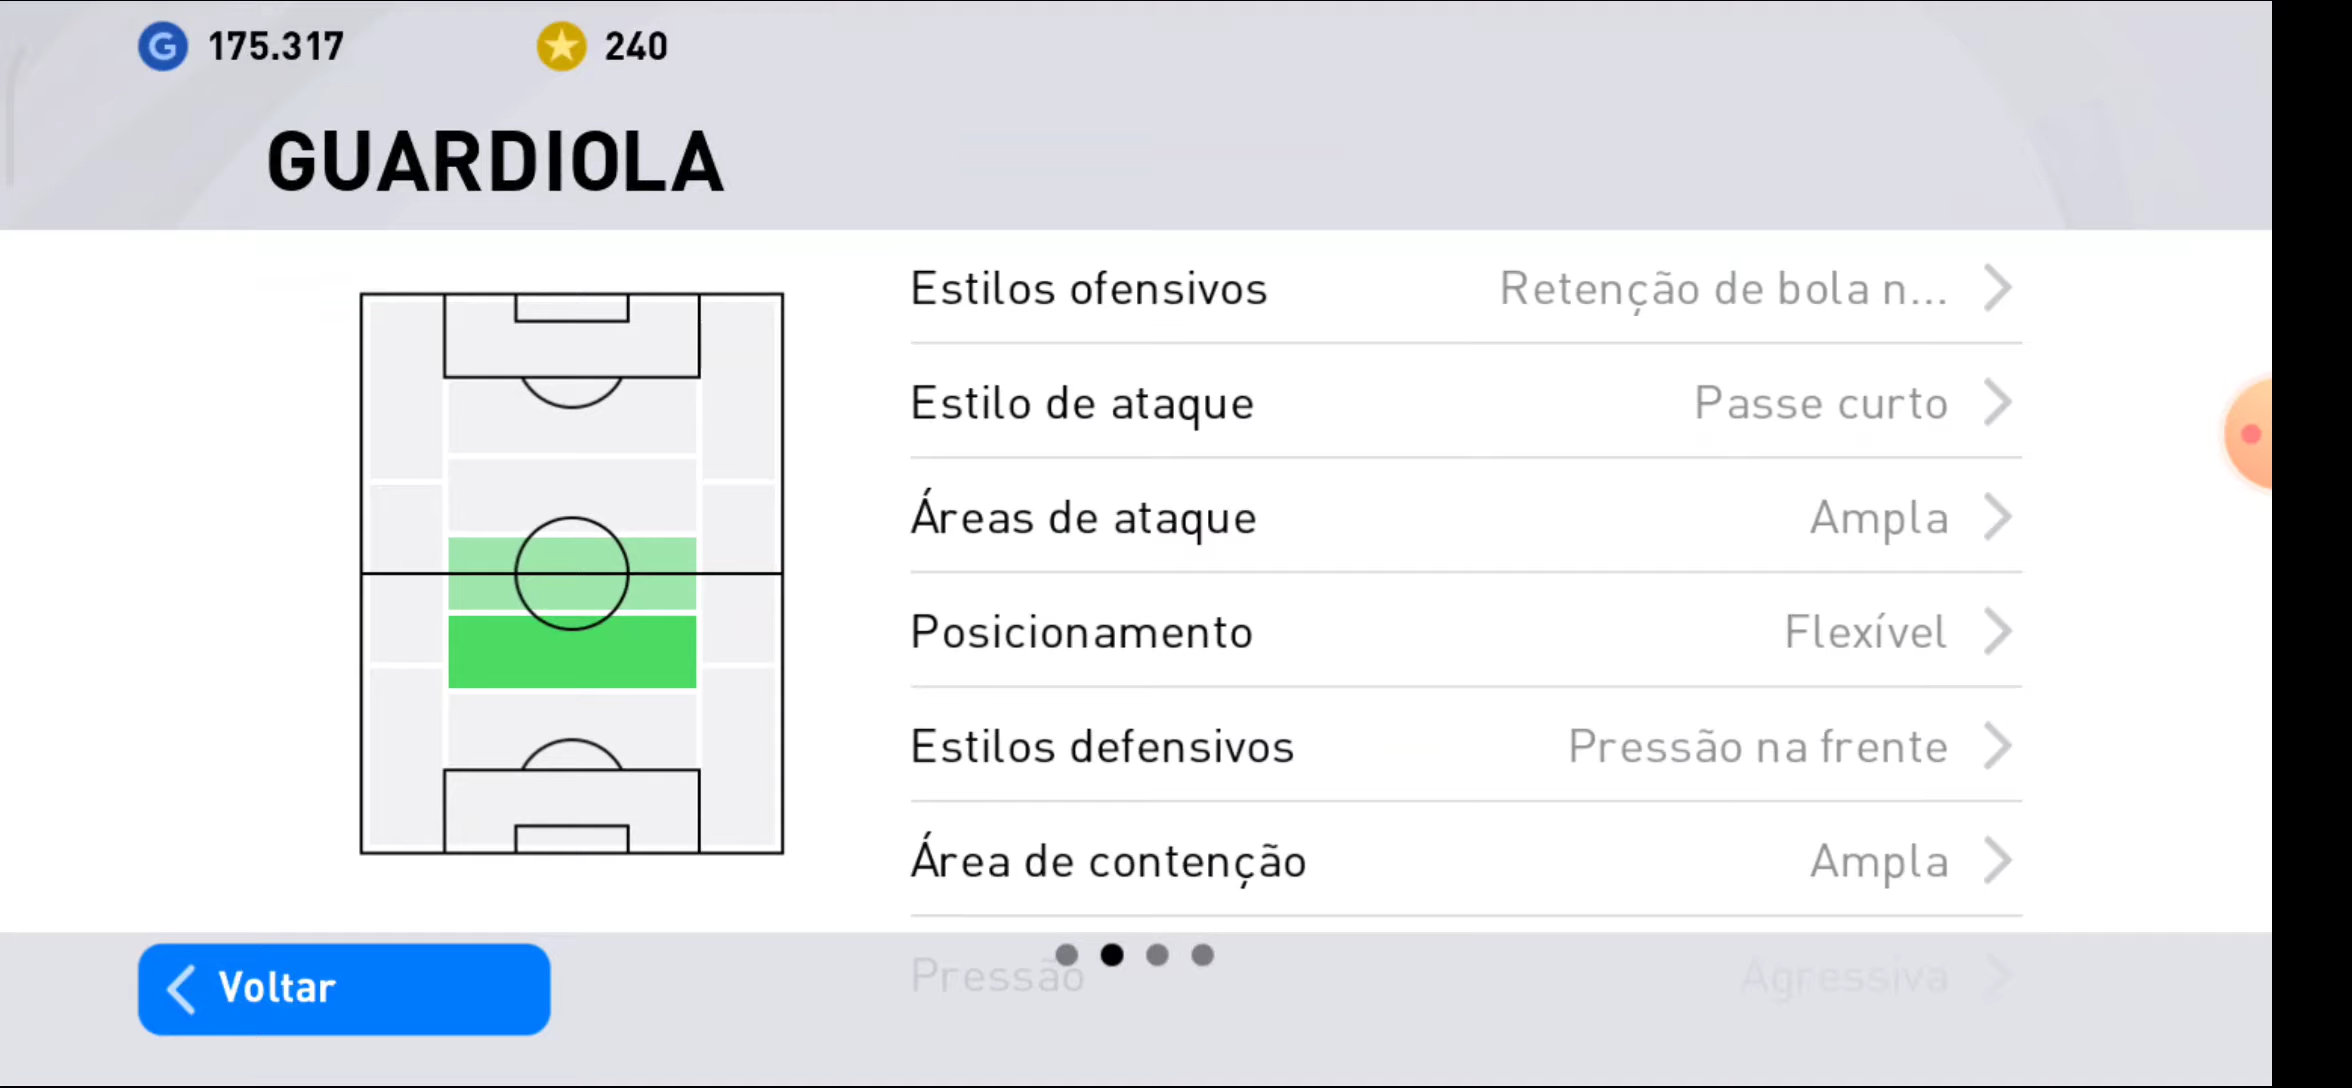 G 175.317 240
GUARDIOLA
Estilos ofensivos Retenção de bola n...
Estilo de ataque Passe curto
Áreas de ataque Ampla
Posicionamento Flexível
Estilos defensivos Pressão na frente
Área de contenção Ampla
Pressão Agressiva
Voltar